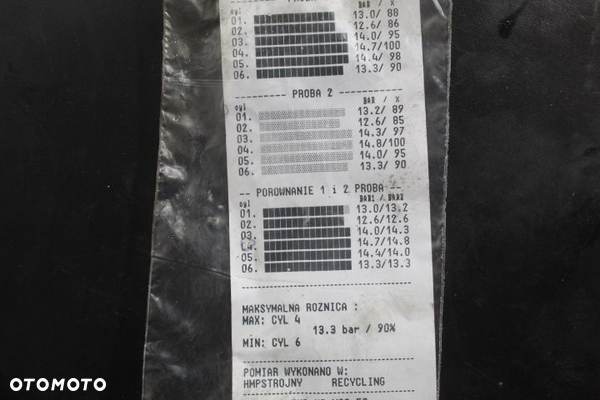 BAR / %
cyl
01. 13.0/ 88
02. 12.6/ 86
03. 14.0/ 95
04. 14.7/100
05. 14.4/ 98
06. 13.3/ 90
-------- PROBA 2 --------
cyl BAR / %
01. 13.2/ 89
02. 12.6/ 85
03. 14.3/ 97
04. 14.8/100
05. 14.0/ 95
06. 13.3/ 90
-- POROWNANIE 1 i 2 PROBA --
cyl BAR1 / BAR2
01. 13.0/13.2
02. 12.6/12.6
03. 14.0/14.3
04. 14.7/14.8
05. 14.4/14.0
06. 13.3/13.3
MAKSYMALNA ROZNICA :
MAX: CYL 4
13.3 bar / 90%
MIN: CYL 6
POMIAR WYKONANO W:
HMPSTROJNY RECYCLING
OTOMOTO